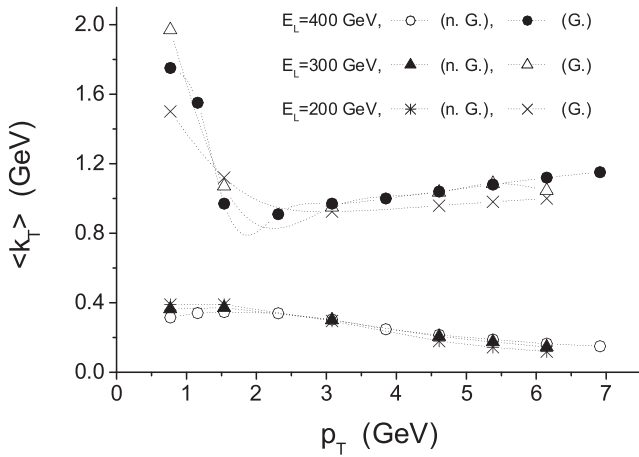 2.0
1.6
1.2
0.8
0.4
0.0
<k_T> (GeV)
E_L=400 GeV, (n. G.), (G.)
E_L=300 GeV, (n. G.), (G.)
E_L=200 GeV, (n. G.), (G.)
0 1 2 3 4 5 6 7
p_T (GeV)